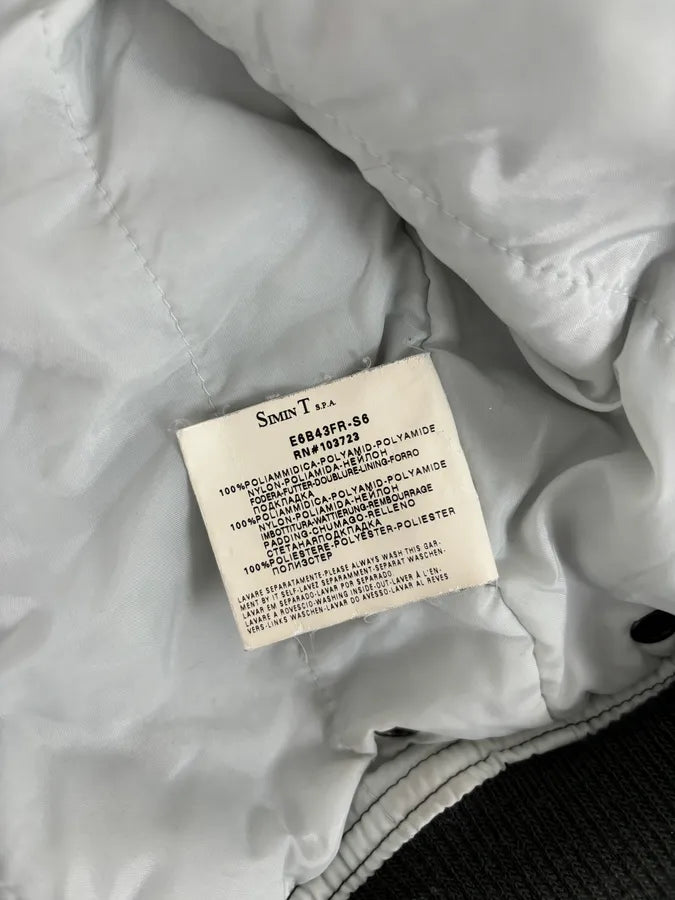 SIMINT S.P.A.
E6B43FR-S6
RN#103723
100%POLIAMMIDICA-POLYAMID-POLYAMIDE
NYLON-POLIAMIDA-НЕЙЛОН
FODERA-FUTTER-DOUBLURE-LINING-FORRO
ПОДКЛАДКА
100%POLIAMMIDICA-POLYAMID-POLYAMIDE
NYLON-POLIAMIDA-НЕЙЛОН
IMBOTTITURA-WATTIERUNG-REMBOURRAGE
PADDING-CHUMAGO-RELLENO
СТЕГАНАЯПОДКЛАДКА
100%POLIESTERE-POLYESTER-POLIESTER
ПОЛИЭСТЕР
LAVARE SEPARATAMENTE-PLEASE ALWAYS WASH THIS GAR-
MENT BY IT SELF-LAVEZ SEPARAMMENT-SEPARAT WASCHEN-
LAVAR EM SEPARADO-LAVAR POR SEPARADO
LAVARE A ROVESCIO-WASHING INSIDE-OUT-LAVER À L'EN-
VERS-LINKS WASCHEN-LAVAR DO AVESSO-LAVAR AL REVES